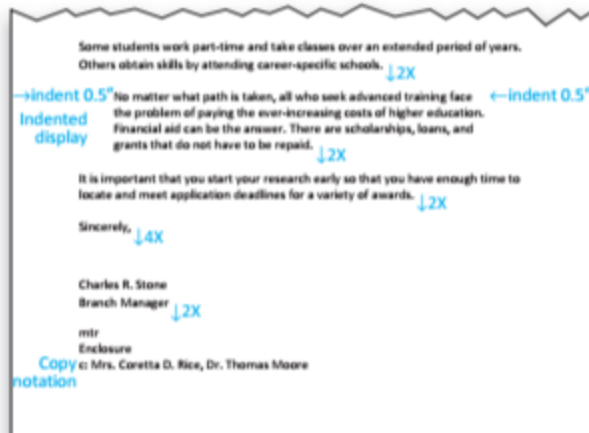 Some students work part-time and take classes over an extended period of years.
Others obtain skills by attending career-specific schools. ↓2X
→indent 0.5" No matter what path is taken, all who seek advanced training face ←indent 0.5"
Indented display
the problem of paying the ever-increasing costs of higher education.
Financial aid can be the answer. There are scholarships, loans, and
grants that do not have to be repaid. ↓2X
It is important that you start your research early so that you have enough time to
locate and meet application deadlines for a variety of awards. ↓2X
Sincerely, ↓4X
Charles R. Stone
Branch Manager ↓2X
mtr
Enclosure
Copy notation
c: Mrs. Coretta D. Rice, Dr. Thomas Moore